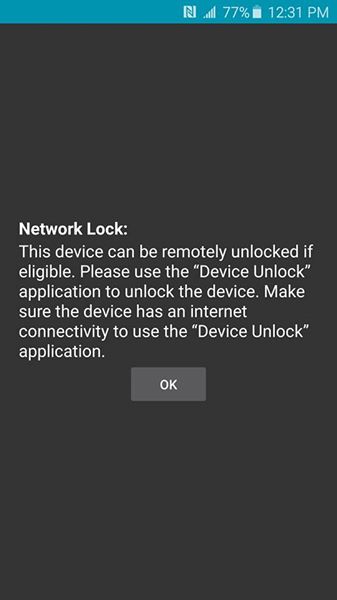 77% 12:31 PM
Network Lock:
This device can be remotely unlocked if
eligible. Please use the “Device Unlock”
application to unlock the device. Make
sure the device has an internet
connectivity to use the “Device Unlock”
application.
OK